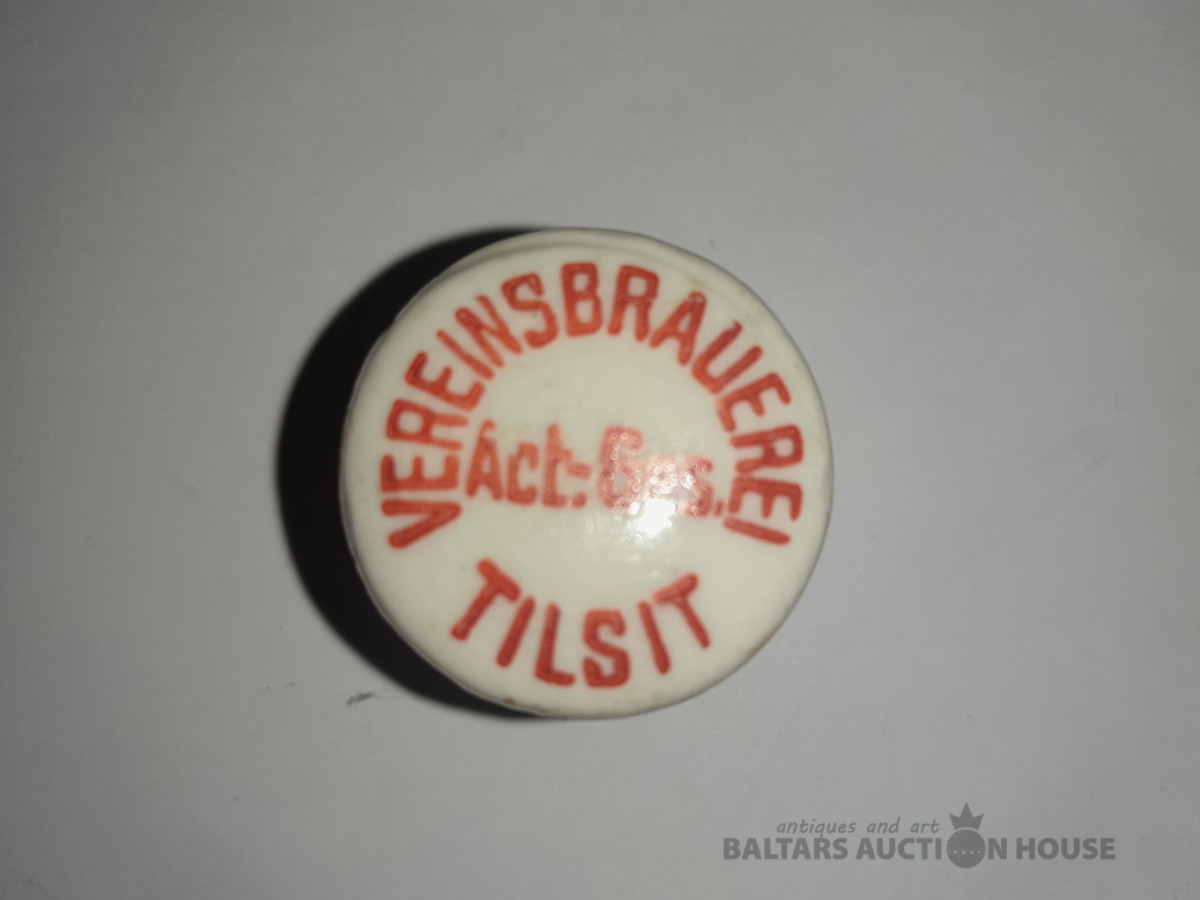 VEREINSBRAUEREI
Act:Ges.
TILSIT
antiques and art
BALTARS AUCTION HOUSE